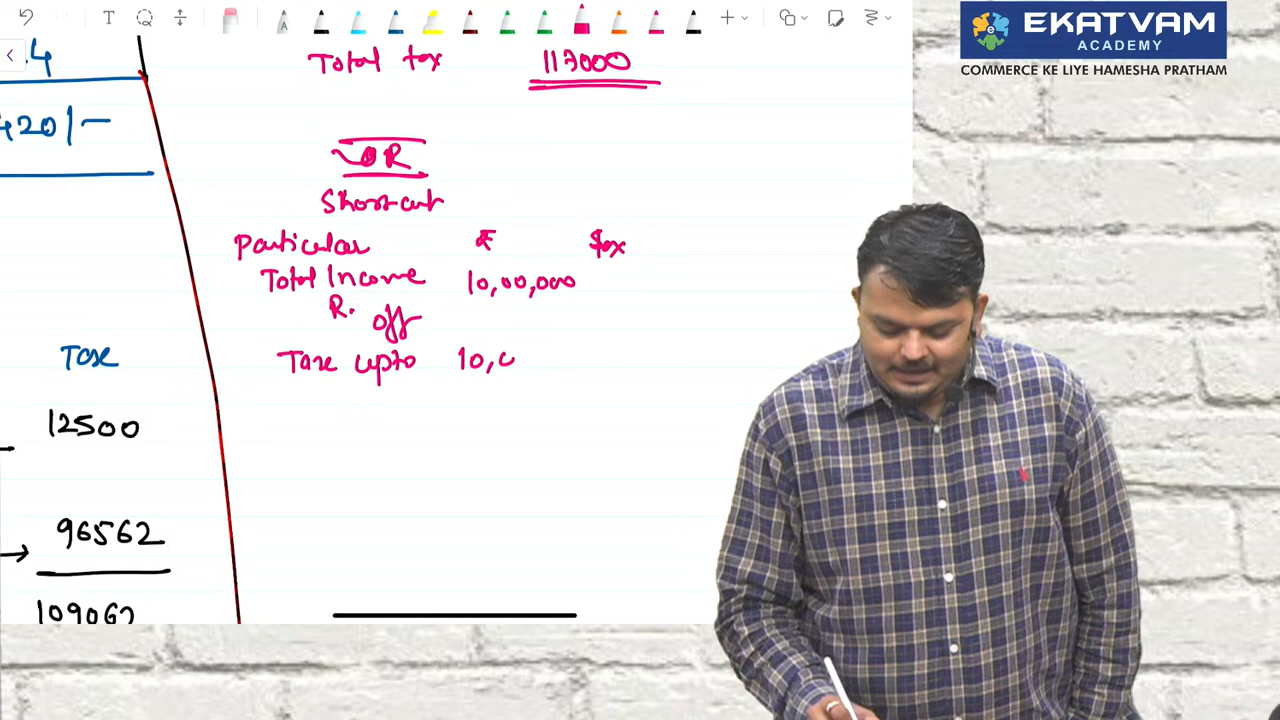 EKATVAM
ACADEMY
COMMERCE KE LIYE HAMESHA PRATHAM
4
420/-
Tax
12500
96562
109062
Total tax 117000
OR
Shortcut
Particular ₹ Tax
Total Income 10,00,000
R. off
Tax upto 10,0